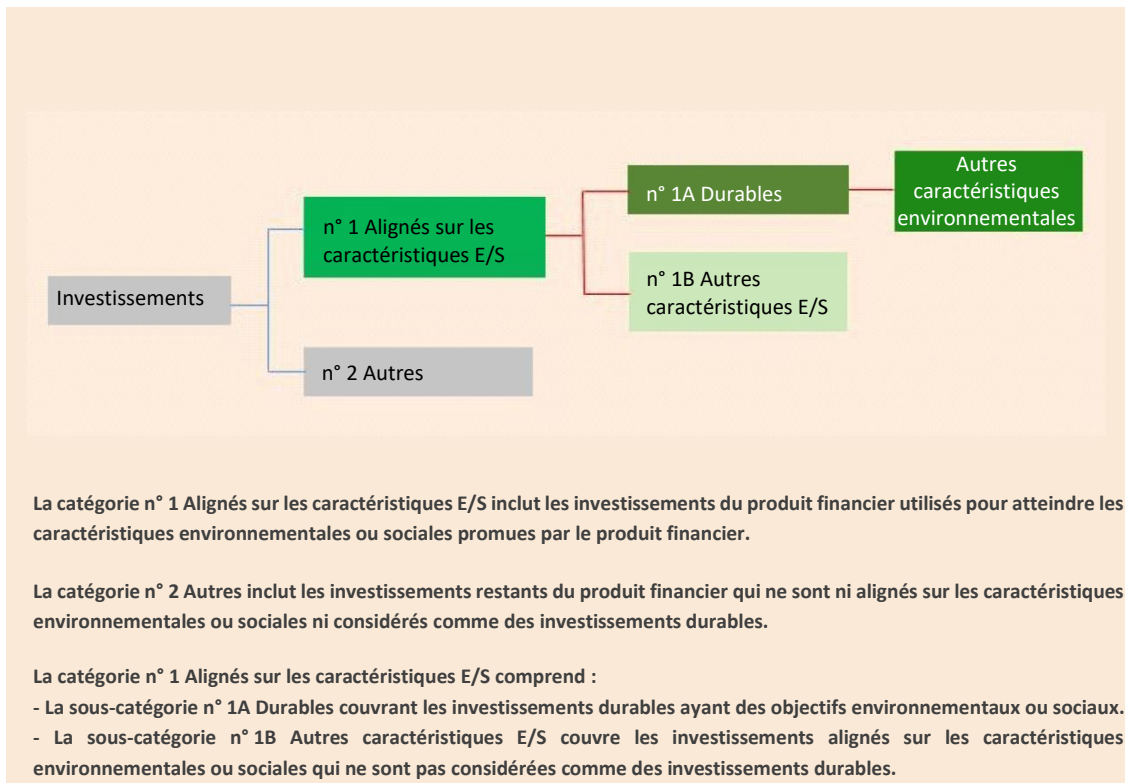 Autres
caractéristiques
environnementales
n° 1A Durables
n° 1 Alignés sur les
caractéristiques E/S
n° 1B Autres
caractéristiques E/S
Investissements
n° 2 Autres
La catégorie n° 1 Alignés sur les caractéristiques E/S inclut les investissements du produit financier utilisés pour atteindre les
caractéristiques environnementales ou sociales promues par le produit financier.
La catégorie n° 2 Autres inclut les investissements restants du produit financier qui ne sont ni alignés sur les caractéristiques
environnementales ou sociales ni considérés comme des investissements durables.
La catégorie n° 1 Alignés sur les caractéristiques E/S comprend :
- La sous-catégorie n° 1A Durables couvrant les investissements durables ayant des objectifs environnementaux ou sociaux.
- La sous-catégorie n° 1B Autres caractéristiques E/S couvre les investissements alignés sur les caractéristiques
environnementales ou sociales qui ne sont pas considérées comme des investissements durables.